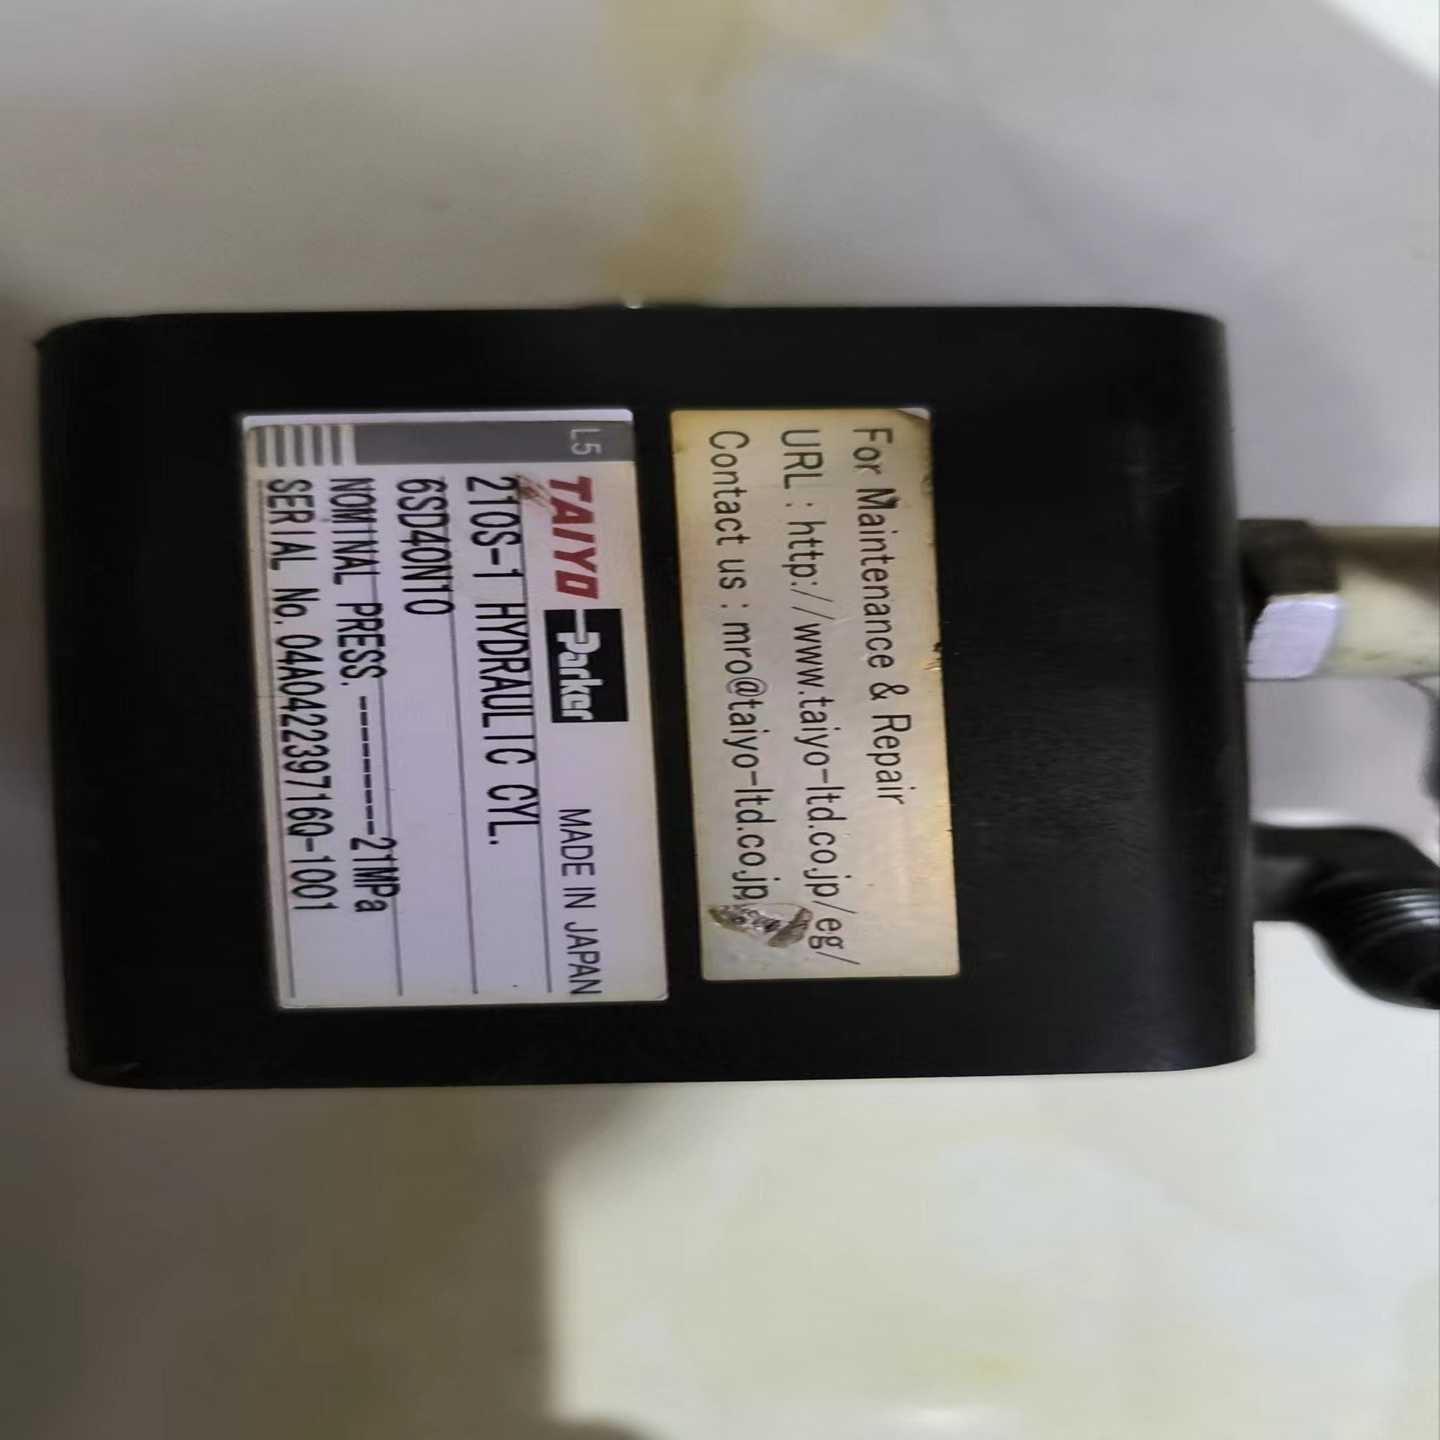 For Maintenance & Repair
URL : http://www.taiyo-ltd.co.jp/eg/
Contact us : mro@taiyo-ltd.co.jp
L5
TAIYO Parker MADE IN JAPAN
210S-1 HYDRAULIC CYL.
6SD40N10
NOMINAL PRESS. --------21MPa
SERIAL No. 04A042239716Q-1001